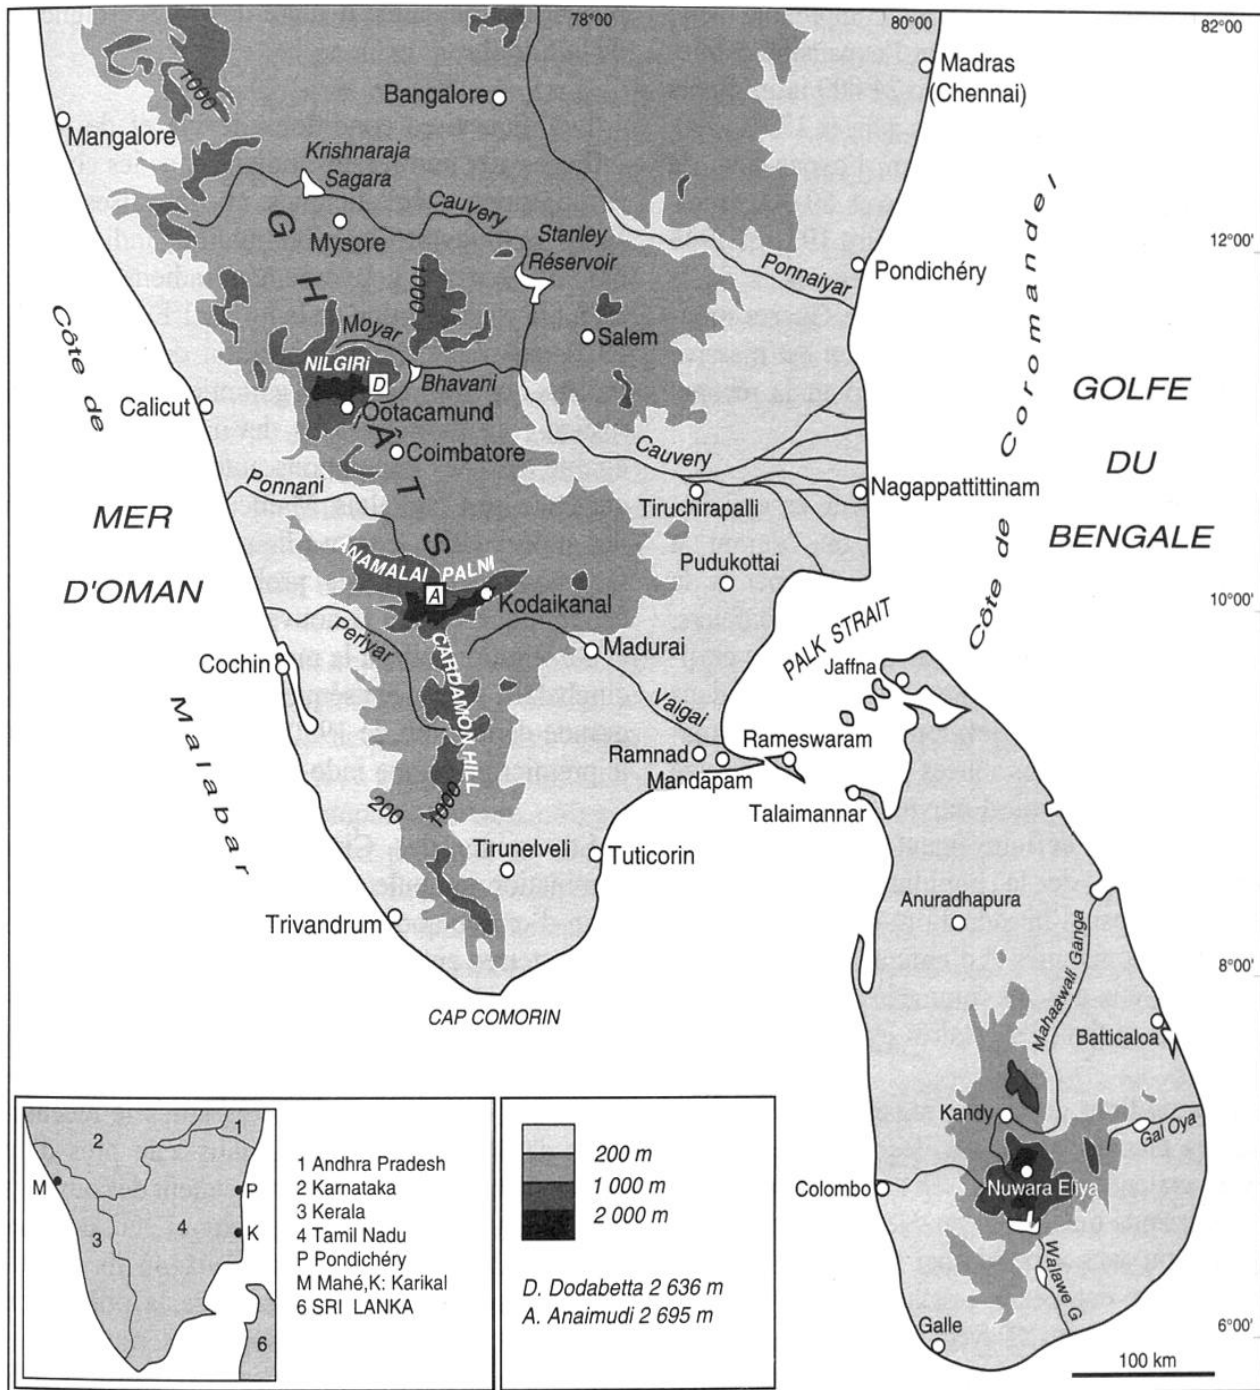 78°00'
80°00'
82°00'
Madras
(Chennai)
Bangalore
1000
Mangalore
Krishnaraja
Sagara
Cauvery
Mysore
Stanley
Réservoir
12°00'
Pondichéry
Ponnaiyar
GHÂTS
1000
Salem
Moyar
NILGIRi
D
Bhavani
Calicut
Ootacamund
Coimbatore
Cauvery
Côte de Malabar
Côte de Coromandel
GOLFE
DU
BENGALE
Ponnani
Tiruchirapalli
Nagappattittinam
MER
D'OMAN
ANAMALAI
PALNI
A
Kodaikanal
Pudukottai
10°00'
Periyar
Madurai
PALK STRAIT
Jaffna
Cochin
CARDAMON HILL
Vaigai
Ramnad
Mandapam
Rameswaram
Talaimannar
200
1000
Tirunelveli
Tuticorin
Anuradhapura
Trivandrum
8°00'
Mahaawali Ganga
CAP COMORIN
Batticaloa
Kandy
Gal Oya
Colombo
Nuwara Eliya
Walawe G
Galle
6°00'
100 km
1
2
3
4
M
P
K
6
1 Andhra Pradesh
2 Karnataka
3 Kerala
4 Tamil Nadu
P Pondichéry
M Mahé,K: Karikal
6 SRI LANKA
200 m
1 000 m
2 000 m
D. Dodabetta 2 636 m
A. Anaimudi 2 695 m